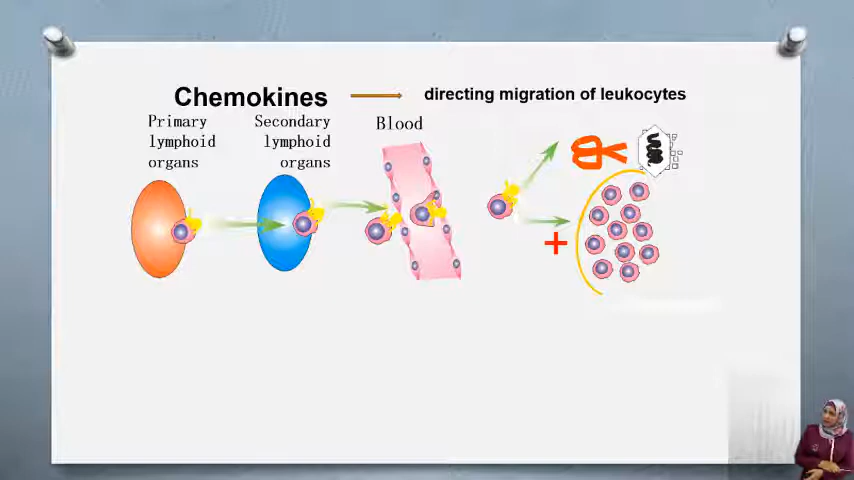 Chemokines
directing migration of leukocytes
Primary
lymphoid
organs
Secondary
lymphoid
organs
Blood
+